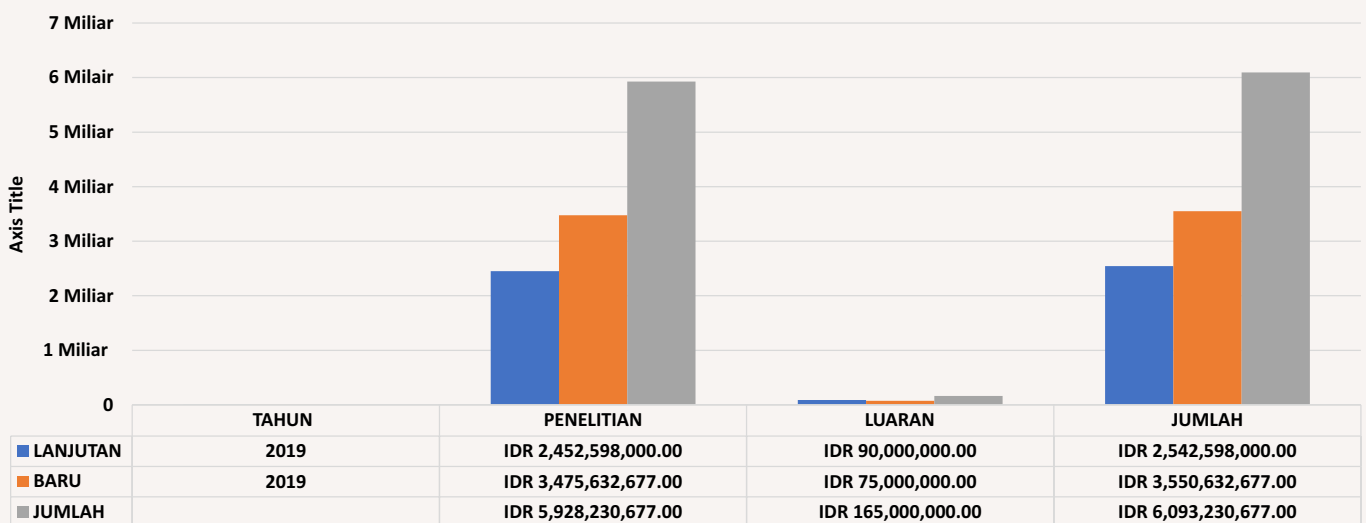 7 Miliar
6 Milair
5 Miliar
4 Miliar
3 Miliar
2 Miliar
1 Miliar
0
Axis Title
TAHUN PENELITIAN LUARAN JUMLAH
LANJUTAN 2019 IDR 2,452,598,000.00 IDR 90,000,000.00 IDR 2,542,598,000.00
BARU 2019 IDR 3,475,632,677.00 IDR 75,000,000.00 IDR 3,550,632,677.00
JUMLAH IDR 5,928,230,677.00 IDR 165,000,000.00 IDR 6,093,230,677.00